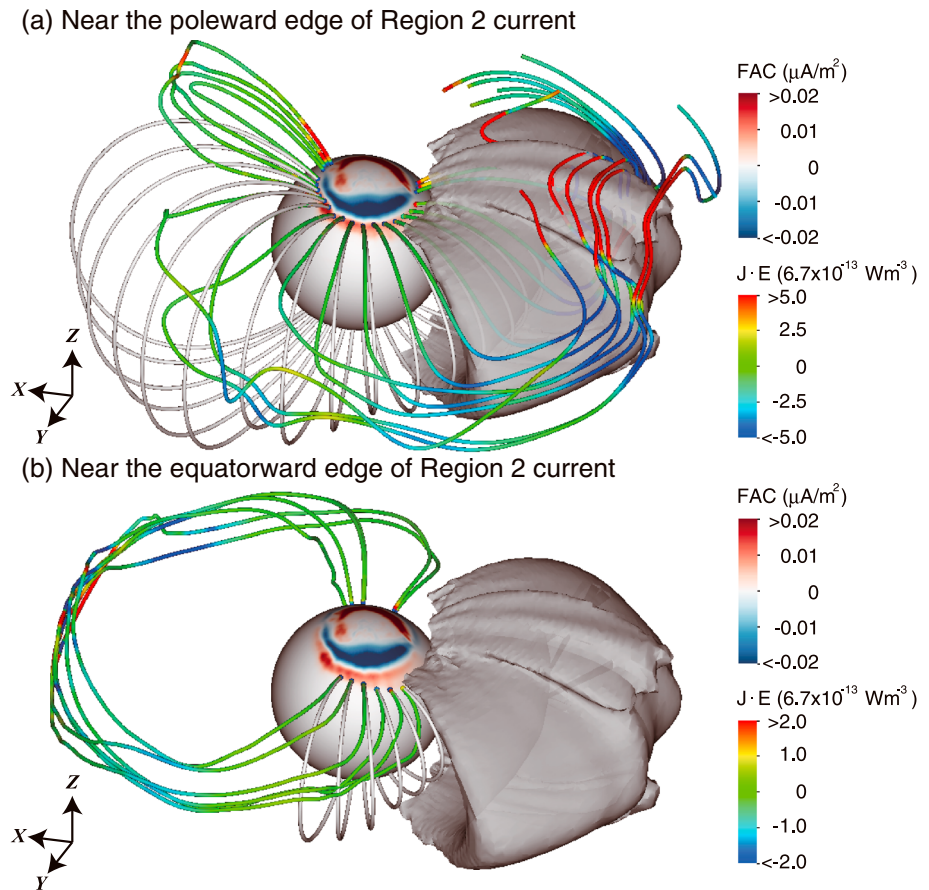 (a) Near the poleward edge of Region 2 current
FAC (μA/m²)
>0.02
0.01
0
-0.01
<-0.02
J·E (6.7x10⁻¹³ Wm⁻³)
>5.0
2.5
0
-2.5
<-5.0
Z
X
Y
(b) Near the equatorward edge of Region 2 current
FAC (μA/m²)
>0.02
0.01
0
-0.01
<-0.02
J·E (6.7x10⁻¹³ Wm⁻³)
>2.0
1.0
0
-1.0
<-2.0
Z
X
Y